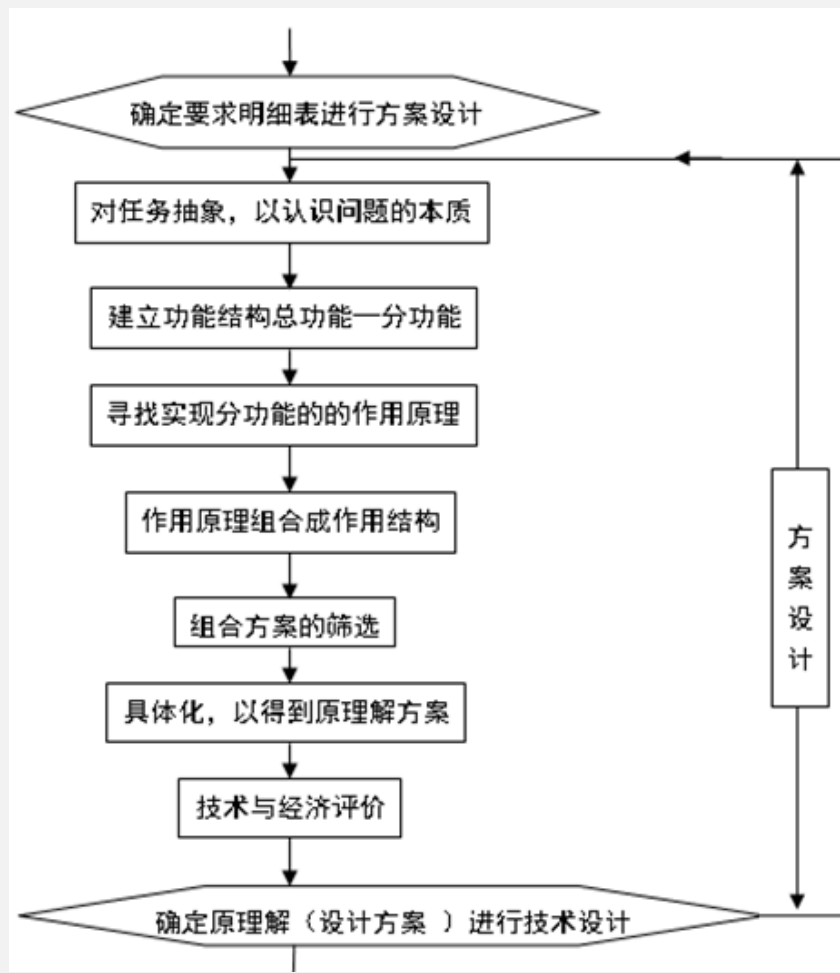 确定要求明细表进行方案设计
对任务抽象，以认识问题的本质
建立功能结构总功能—分功能
寻找实现分功能的的作用原理
作用原理组合成作用结构
组合方案的筛选
具体化，以得到原理解方案
技术与经济评价
确定原理解（设计方案 ）进行技术设计
方
案
设
计